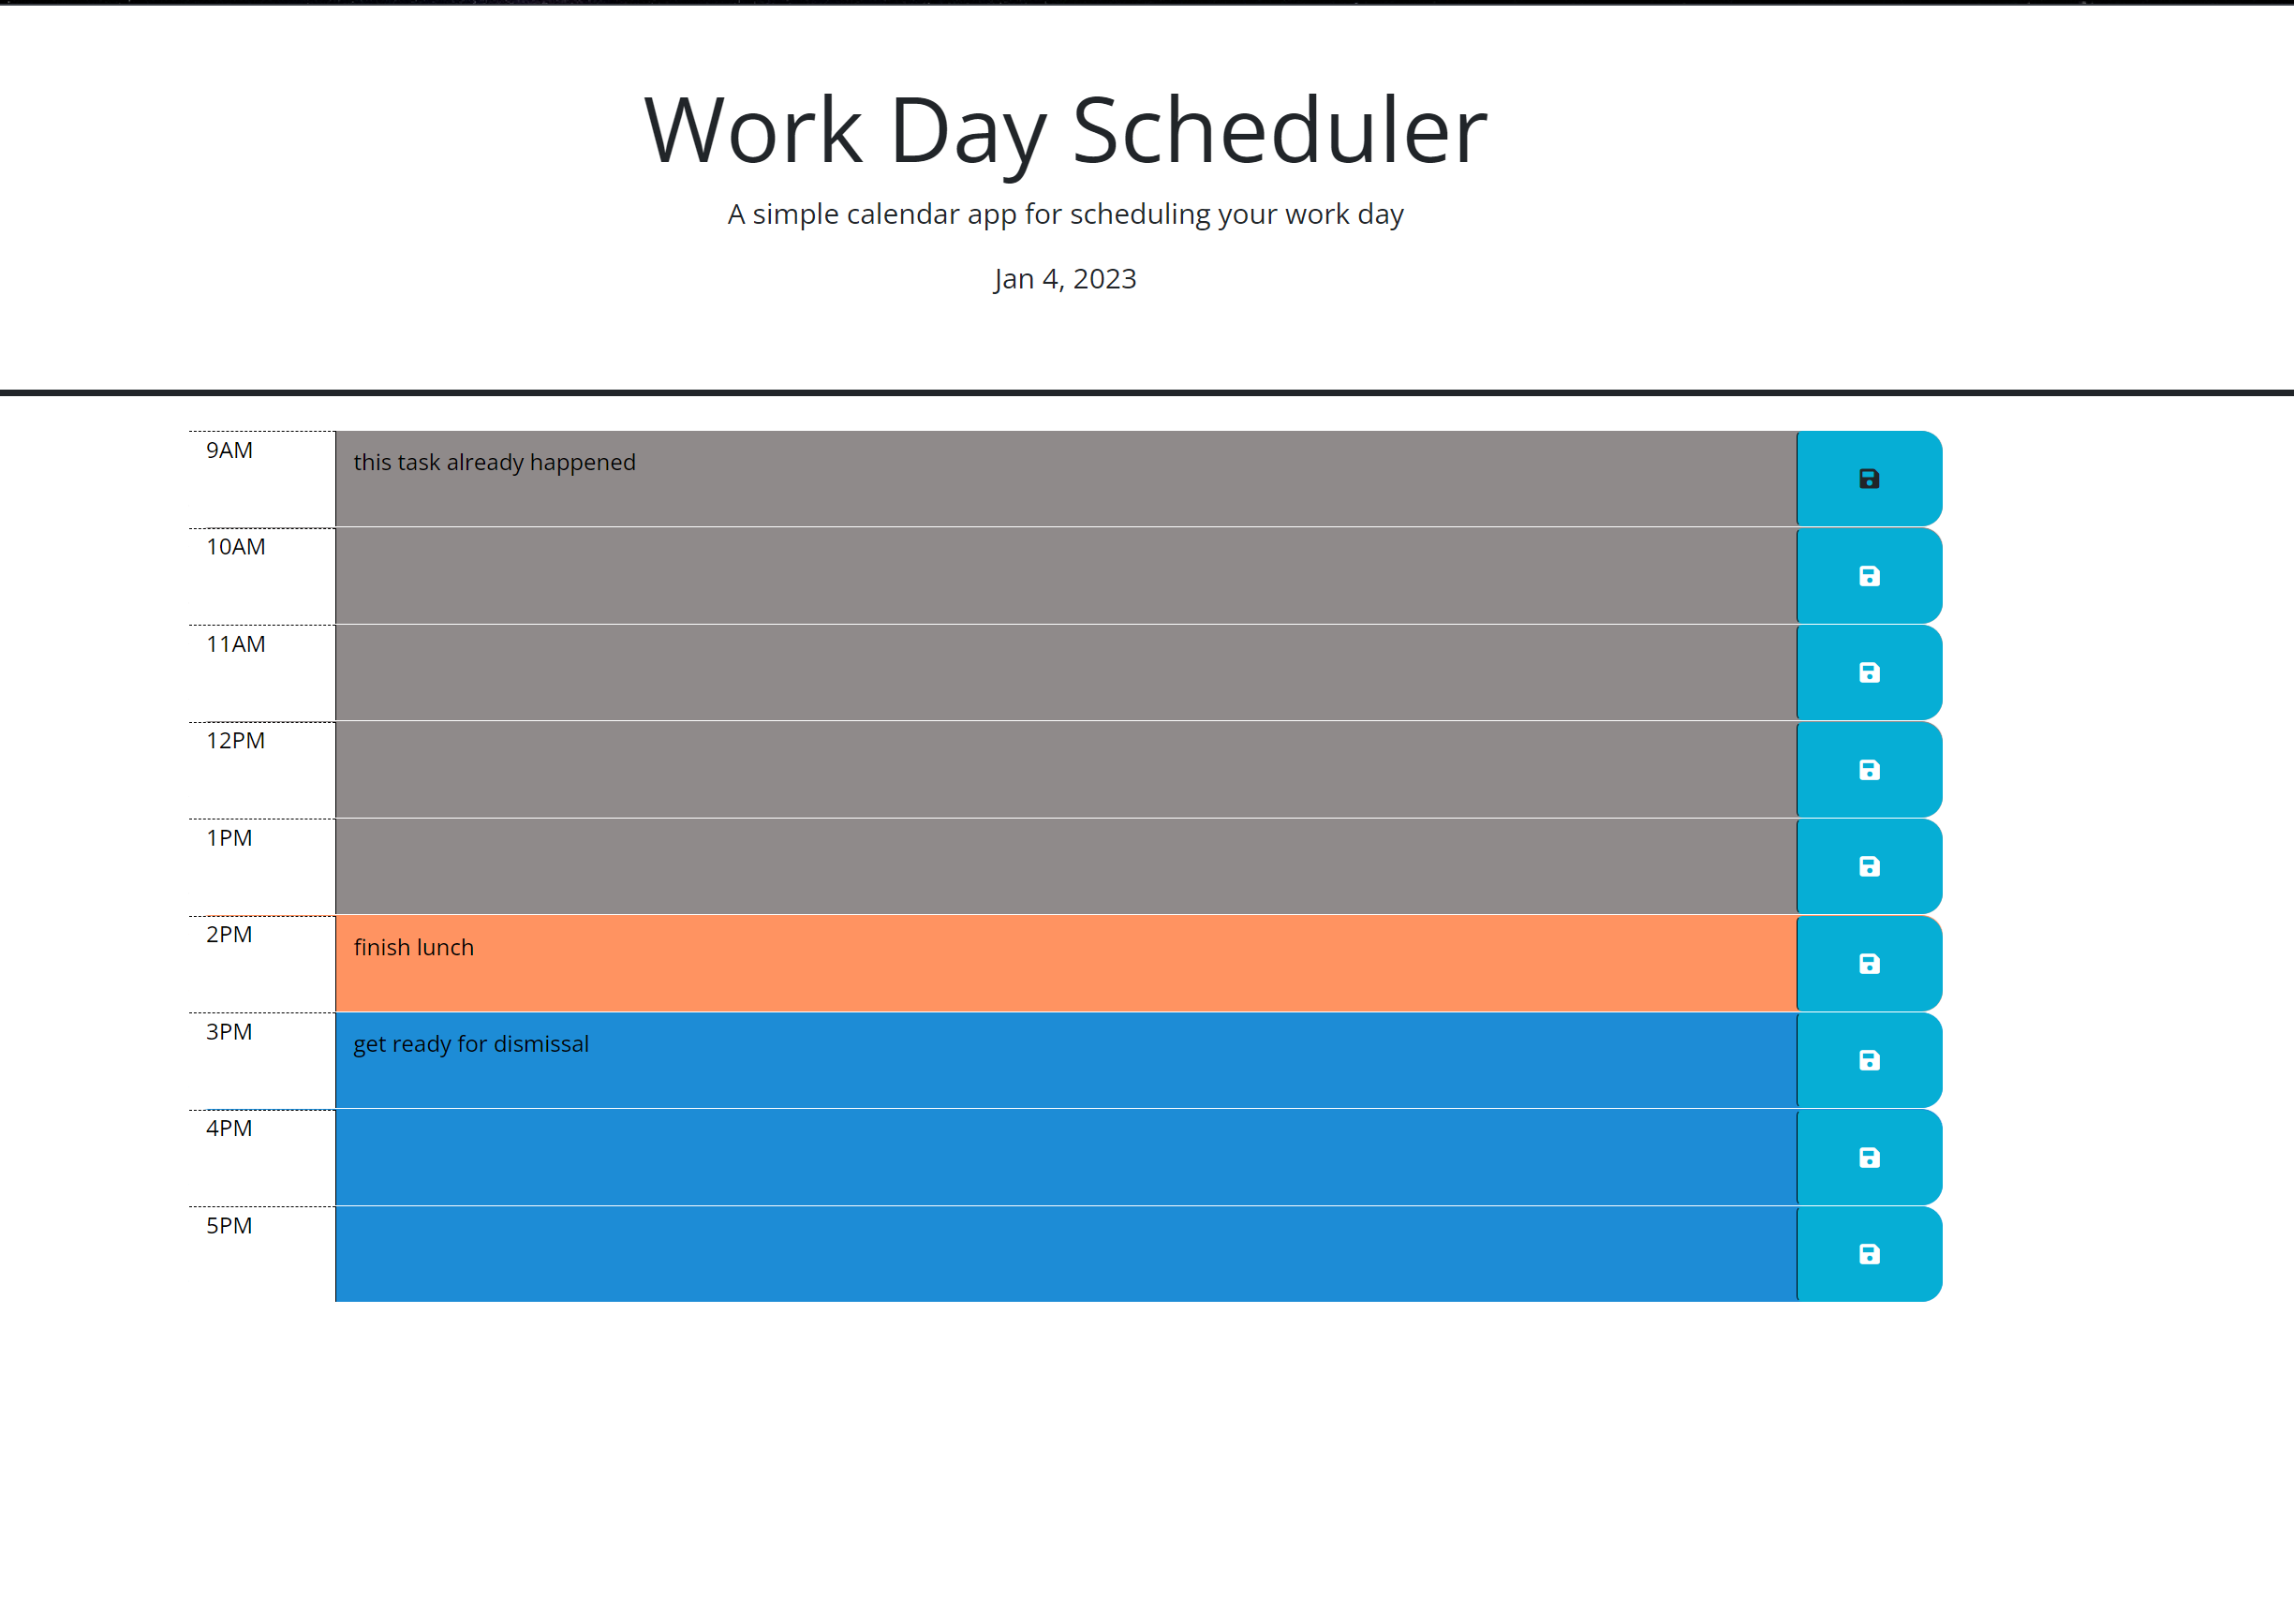 Work Day Scheduler
A simple calendar app for scheduling your work day
Jan 4, 2023
9AM
this task already happened
10AM
11AM
12PM
1PM
2PM
finish lunch
3PM
get ready for dismissal
4PM
5PM